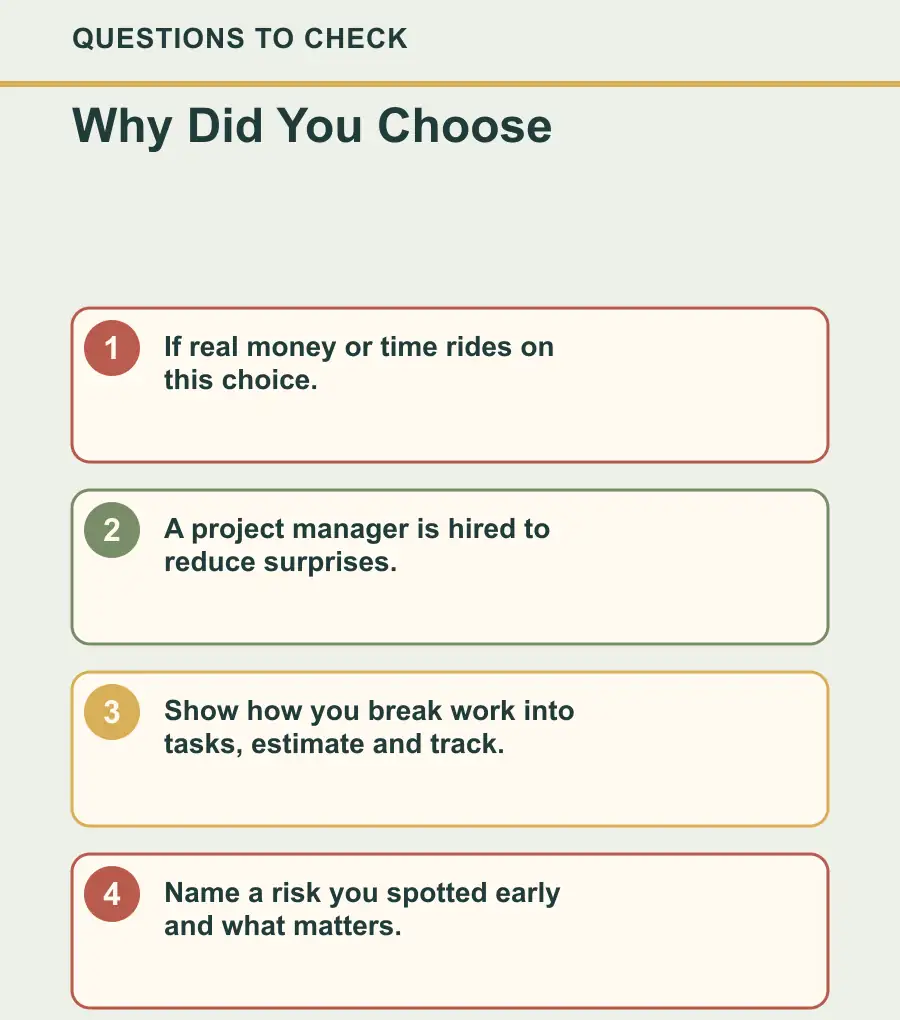 QUESTIONS TO CHECK
Why Did You Choose
1
If real money or time rides on
this choice.
2
A project manager is hired to
reduce surprises.
3
Show how you break work into
tasks, estimate and track.
4
Name a risk you spotted early
and what matters.